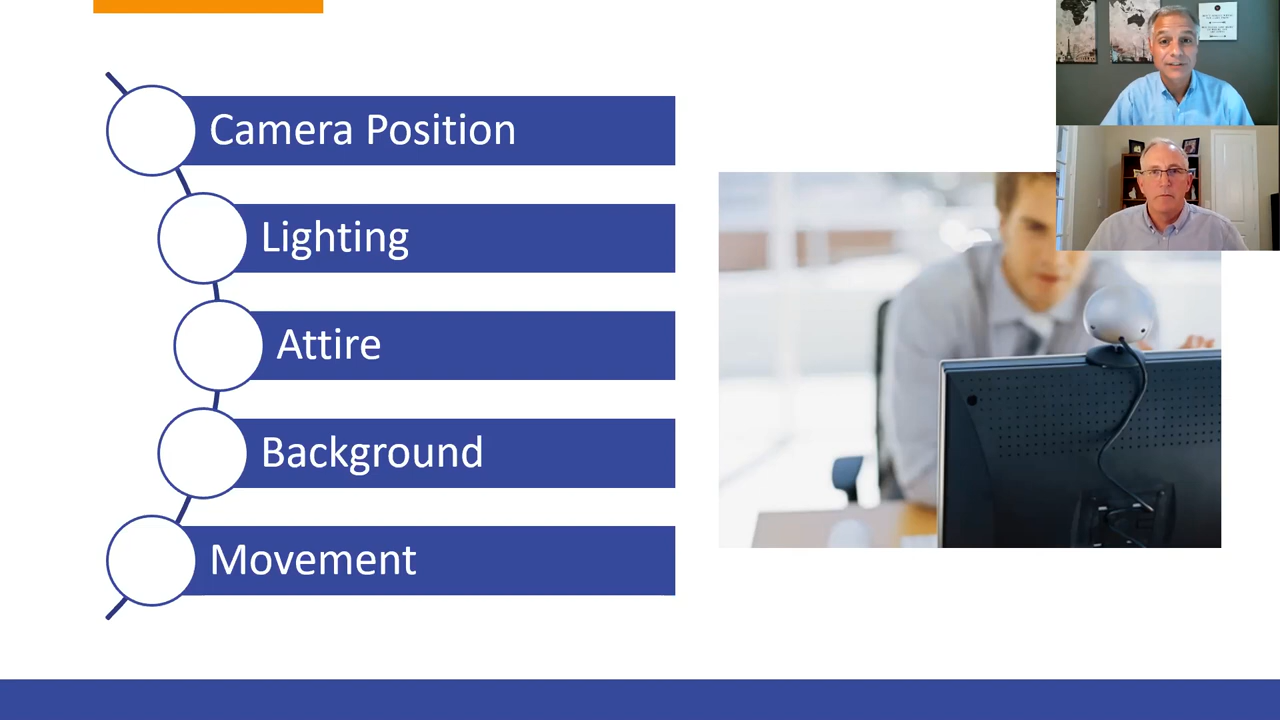 Camera Position
Lighting
Attire
Background
Movement